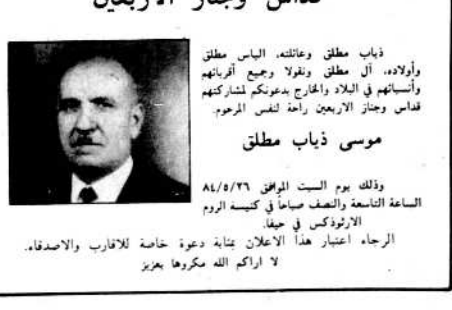 قداس وجناز الاربعين
ذياب مطلق وعائلته، الياس مطلق
وأولاده، آل مطلق ونقولا وجميع أقربائهم
وأنسبائهم في البلاد والخارج يدعونكم لمشاركتهم
قداس وجناز الاربعين راحة لنفس المرحوم.
موسى ذياب مطلق
وذلك يوم السبت الموافق ٨٤/٥/٢٦
الساعة التاسعة والنصف صباحاً في كنيسة الروم
الارثوذكس في حيفا.
الرجاء اعتبار هذا الاعلان بمثابة دعوة خاصة للاقارب والاصدقاء.
لا اراكم الله مكروها بعزيز